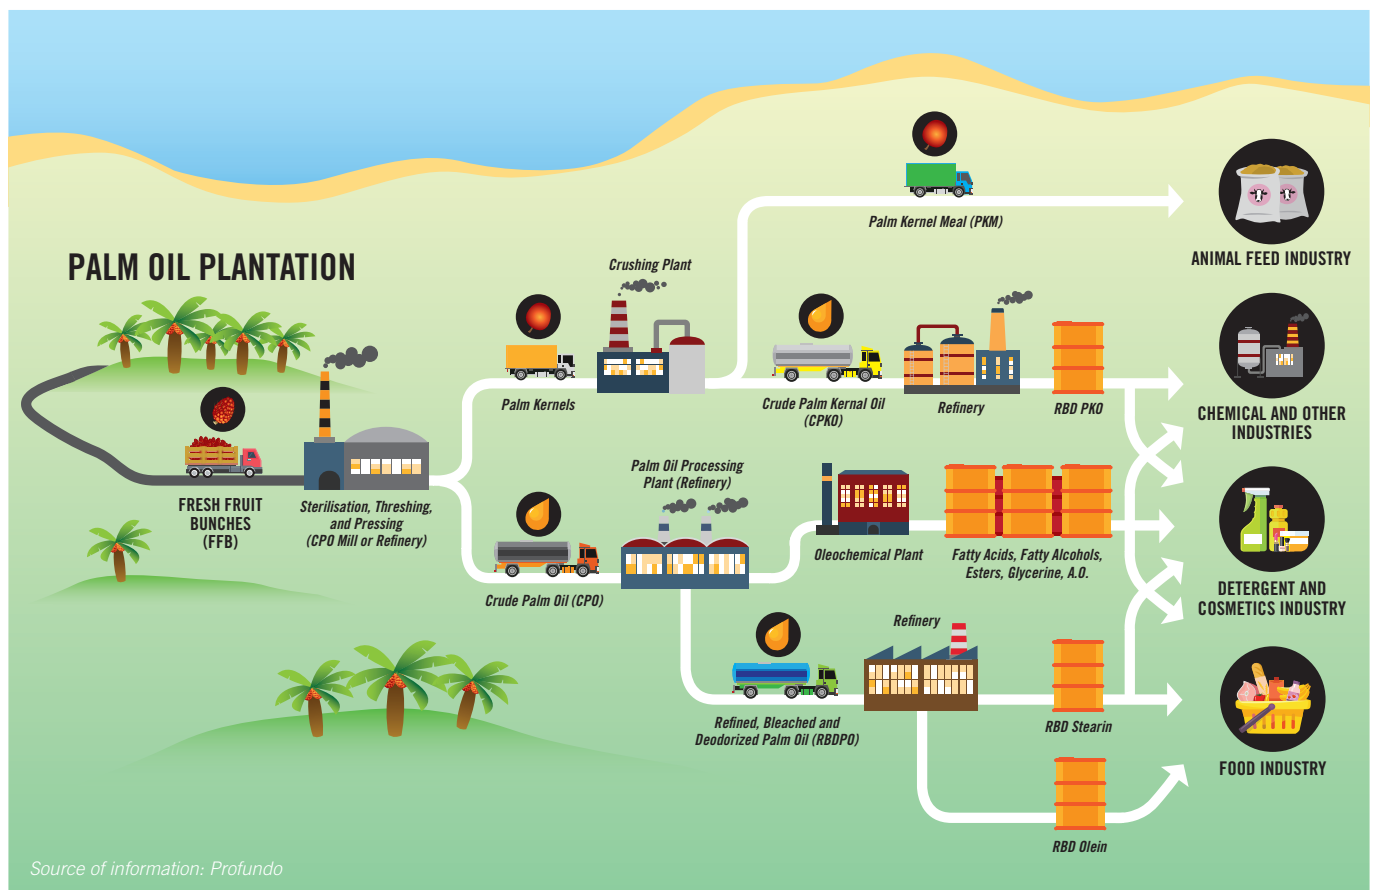 PALM OIL PLANTATION
FRESH FRUIT
BUNCHES
(FFB)
Sterilisation, Threshing,
and Pressing
(CPO Mill or Refinery)
Palm Kernels
Crushing Plant
Palm Kernel Meal (PKM)
ANIMAL FEED INDUSTRY
Crude Palm Kernal Oil
(CPKO)
Refinery
RBD PKO
CHEMICAL AND OTHER
INDUSTRIES
Crude Palm Oil (CPO)
Palm Oil Processing
Plant (Refinery)
Oleochemical Plant
Fatty Acids, Fatty Alcohols,
Esters, Glycerine, A.O.
DETERGENT AND
COSMETICS INDUSTRY
Refined, Bleached and
Deodorized Palm Oil (RBDPO)
Refinery
RBD Stearin
FOOD INDUSTRY
RBD Olein
Source of information: Profundo